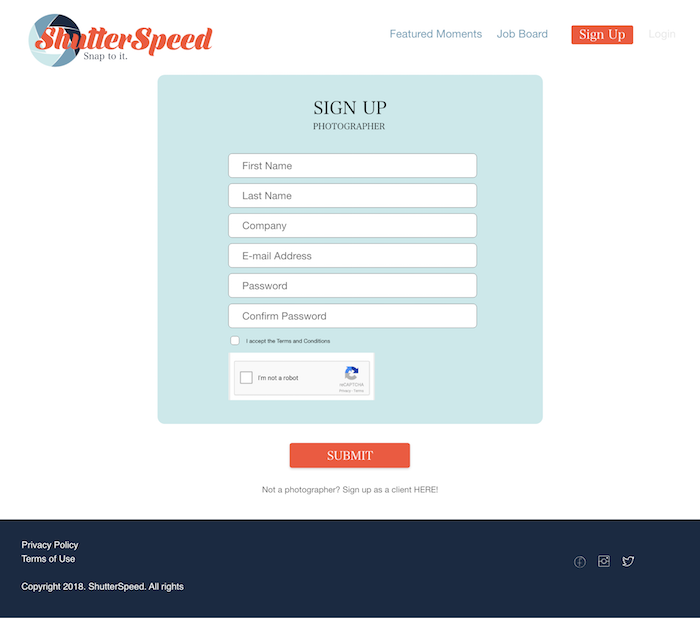 ShutterSpeed
Snap to it.
Featured Moments
Job Board
Sign Up
Login
SIGN UP
PHOTOGRAPHER
First Name
Last Name
Company
E-mail Address
Password
Confirm Password
I accept the Terms and Conditions
I'm not a robot
reCAPTCHA
Privacy - Terms
SUBMIT
Not a photographer? Sign up as a client HERE!
Privacy Policy
Terms of Use
Copyright 2018. ShutterSpeed. All rights